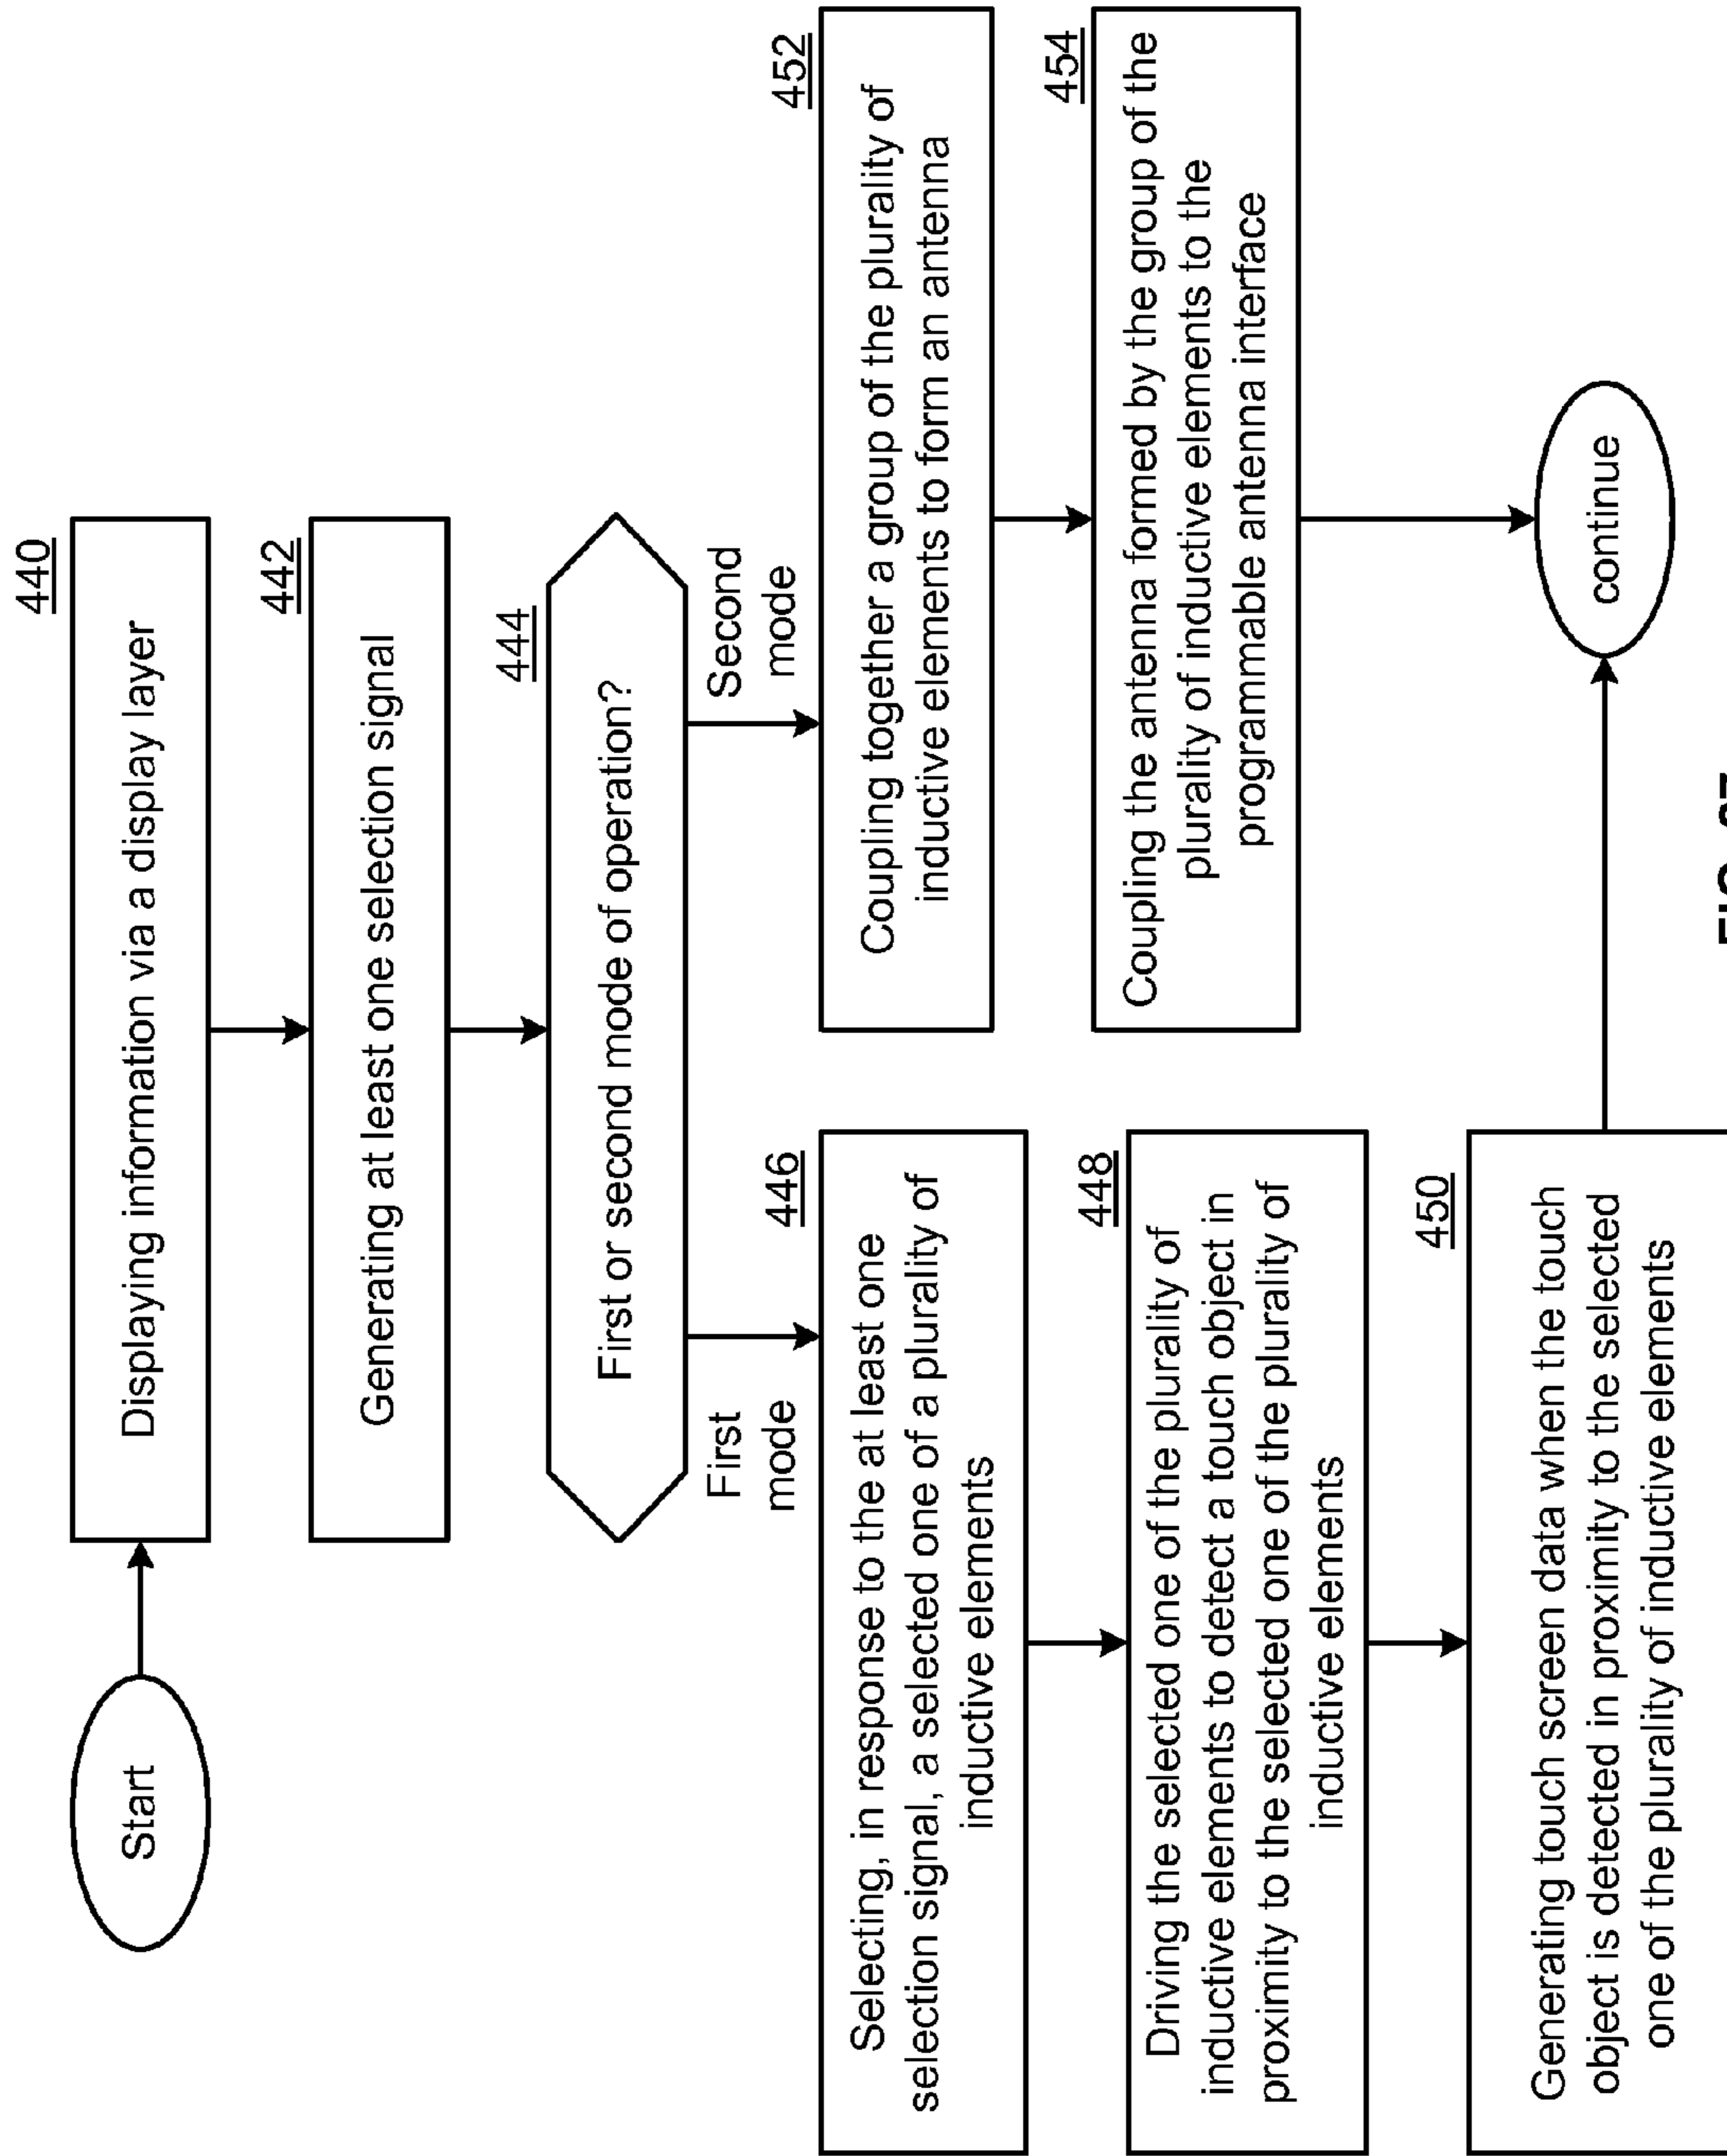 Start
440
Displaying information via a display layer
442
Generating at least one selection signal
444
First or second mode of operation?
First
mode
Second
mode
446
Selecting, in response to the at least one
selection signal, a selected one of a plurality of
inductive elements
448
Driving the selected one of the plurality of
inductive elements to detect a touch object in
proximity to the selected one of the plurality of
inductive elements
450
Generating touch screen data when the touch
object is detected in proximity to the selected
one of the plurality of inductive elements
452
Coupling together a group of the plurality of
inductive elements to form an antenna
454
Coupling the antenna formed by the group of the
plurality of inductive elements to the
programmable antenna interface
continue